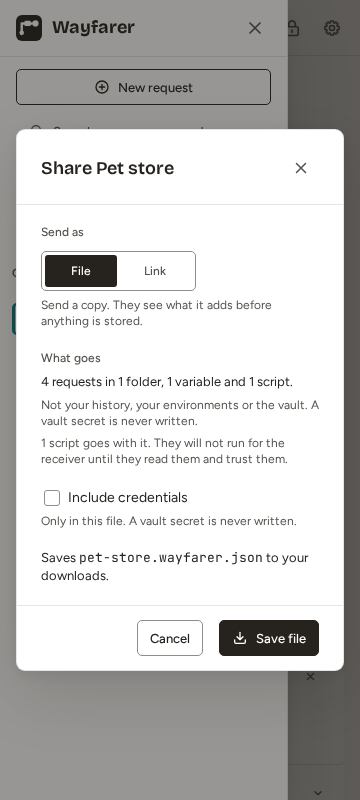 Wayfarer
New request
Share Pet store
Send as
File
Link
Send a copy. They see what it adds before
anything is stored.
What goes
4 requests in 1 folder, 1 variable and 1 script.
Not your history, your environments or the vault. A
vault secret is never written.
1 script goes with it. They will not run for the
receiver until they read them and trust them.
Include credentials
Only in this file. A vault secret is never written.
Saves pet-store.wayfarer.json to your
downloads.
Cancel
Save file